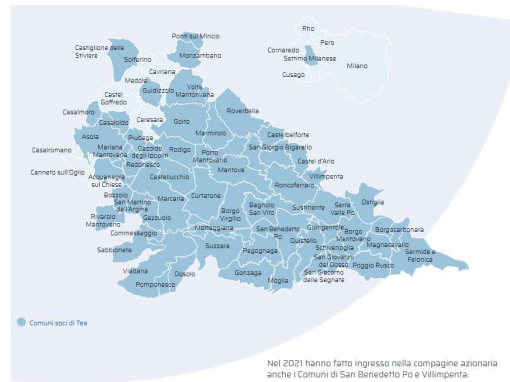 Ponti sul Mincio
Castiglione delle
Stiviere
Solferino
Monzambano
Cavriana
Medole
Guidizzolo
Volta
Mantovana
Castel
Goffredo
Ceresara
Goito
Roverbella
Casalmoro
Casaloldo
Marmirolo
Castelbelforte
Asola
Piubega
Mariana
Mantovana
Gazoldo
degli Ippoliti
Rodigo
Porto
Mantovano
San Giorgio Bigarello
Casalromano
Redondesco
Mantova
Castel d'Ario
Canneto sull'Oglio
Acquanegra
sul Chiese
Castellucchio
Villimpenta
Roncoferraro
Bozzolo
San Martino
dell'Argine
Marcaria
Curtatone
Bagnolo
San Vito
Sustinente
Serra
Valle Po
Ostiglia
Rivarolo
Mantovano
Gazzuolo
Borgo
Virgilio
Commessaggio
Motteggiana
San Benedetto
Po
Quingentole
Borgo
Mantovano
Borgocarbonara
Sabbioneta
Suzzara
Pegognaga
Quistello
Schivenoglia
Magnacavallo
Sermide e
Felonica
Viadana
Dosolo
Gonzaga
San Giovanni
del Dosso
Poggio Rusco
Pomponesco
Moglia
San Giacomo
delle Segnate
Rho
Pero
Cornaredo
Settimo Milanese
Milano
Cusago
Comuni soci di Tea
Nel 2021 hanno fatto ingresso nella compagine azionaria
anche i Comuni di San Benedetto Po e Villimpenta.